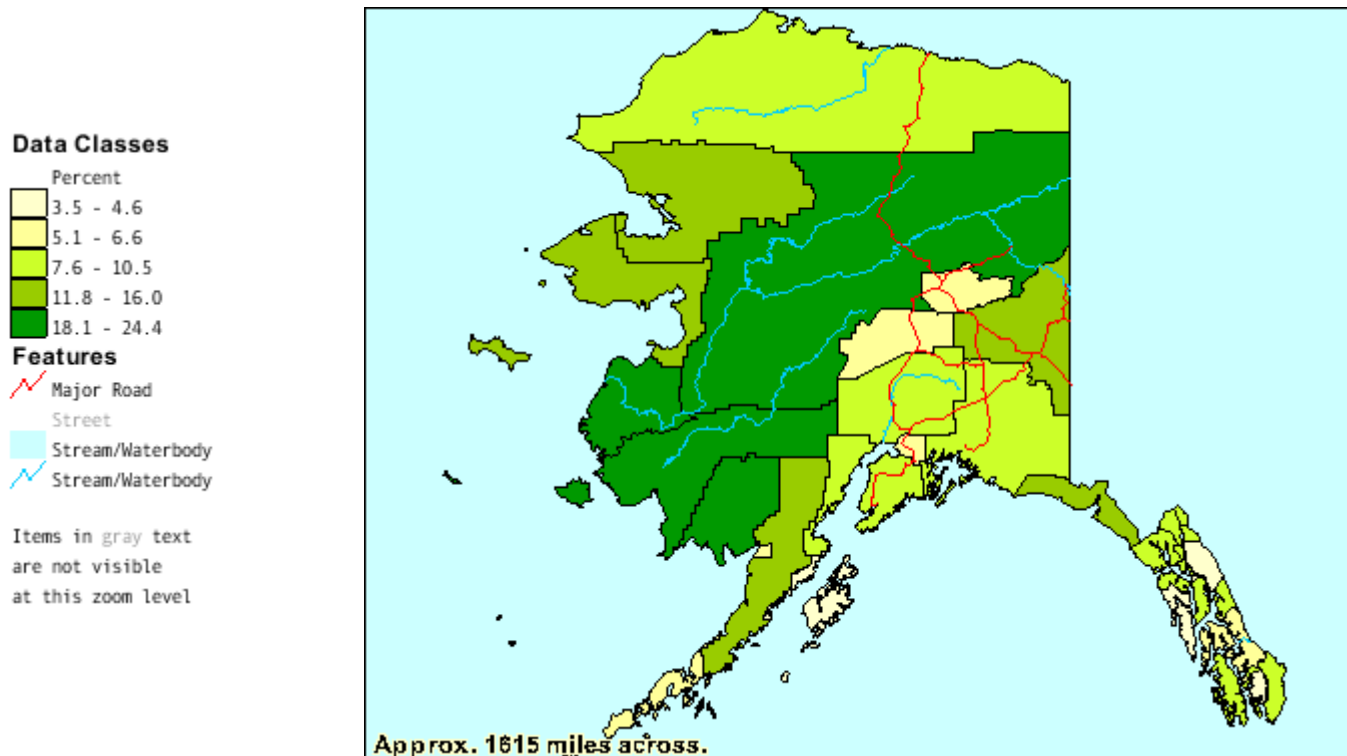 Data Classes
Percent
3.5 - 4.6
5.1 - 6.6
7.6 - 10.5
11.8 - 16.0
18.1 - 24.4
Features
Major Road
Street
Stream/Waterbody
Stream/Waterbody
Items in gray text
are not visible
at this zoom level
Approx. 1615 miles across.